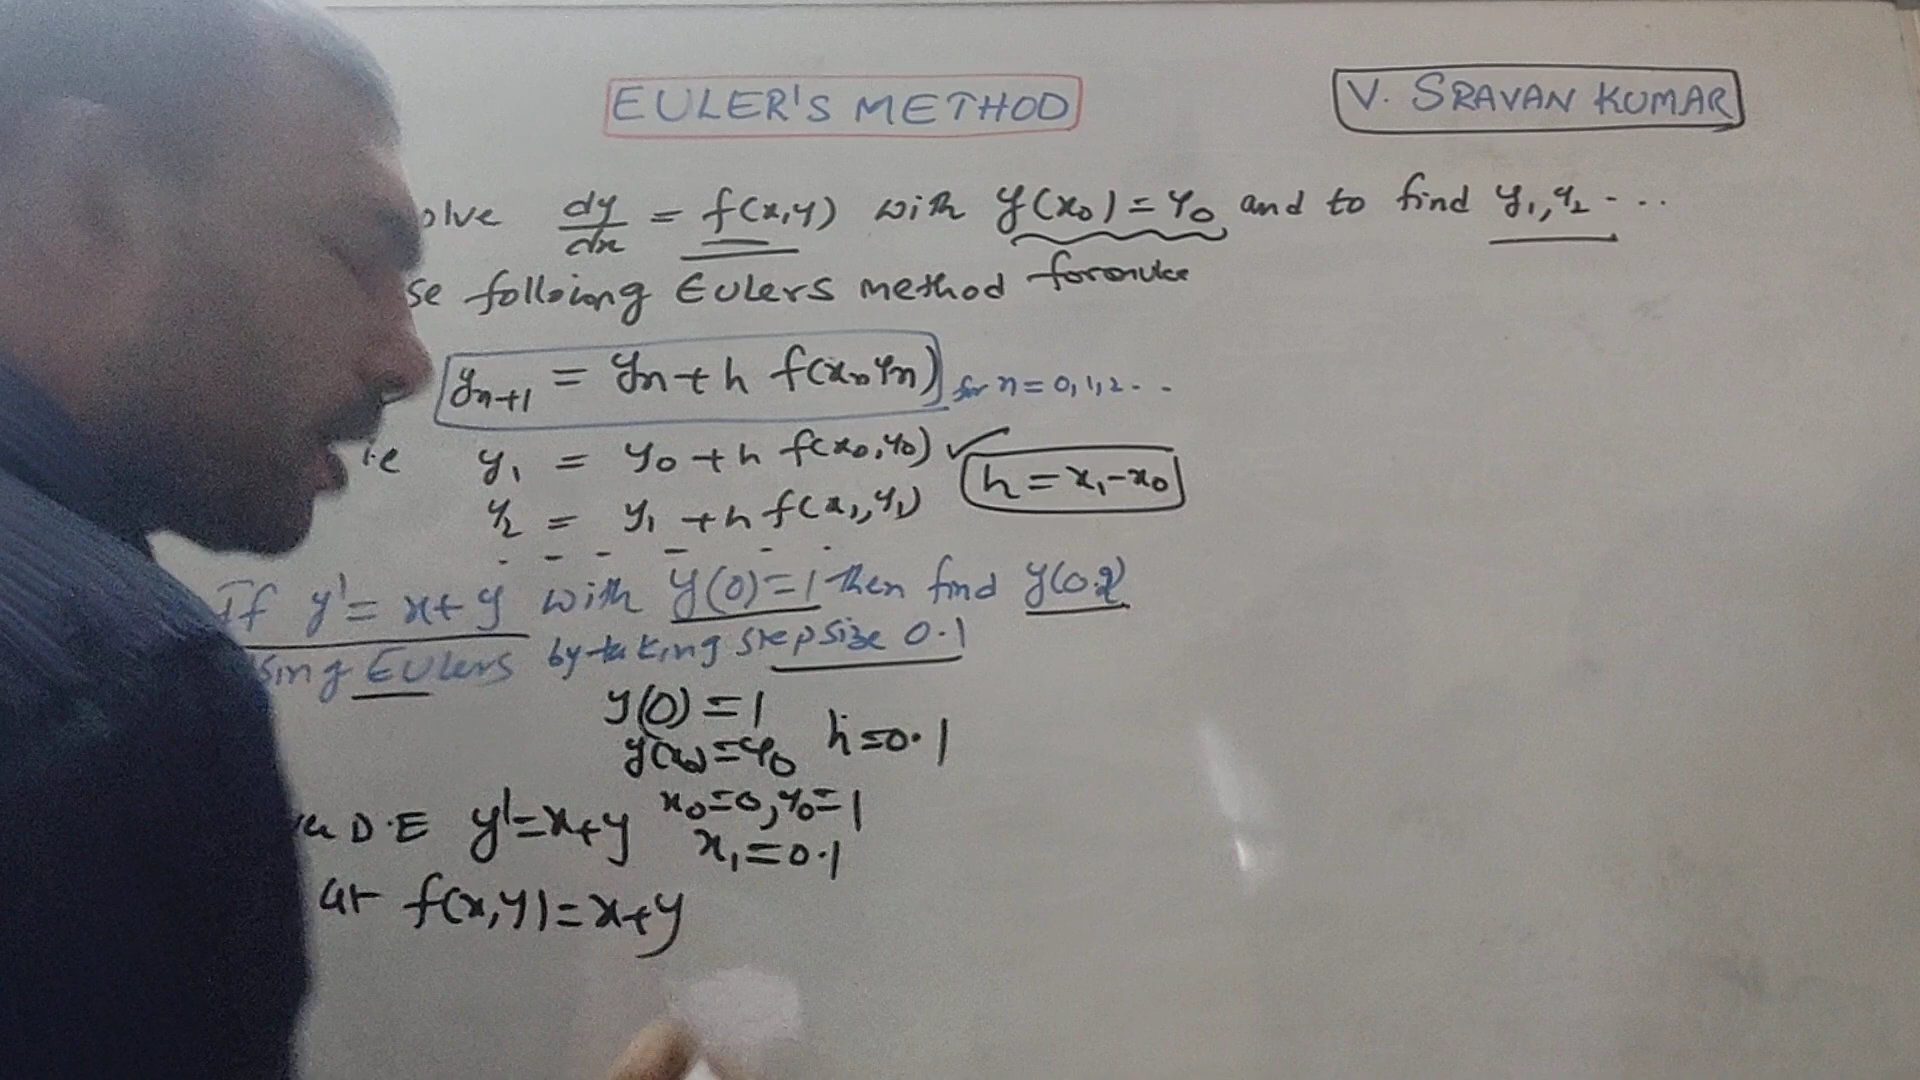 EULER'S METHOD
V. SRAVAN KUMAR
olve dy/dx = f(x,y) with y(x₀)=y₀ and to find y₁,y₂ - ...
se folloiong Eulers method
yₙ₊₁ = yₙ + h f(xₙ,yₙ) for n = 0,1,2 - -
i.e y₁ = y₀ + h f(x₀,y₀) ✓
h = x₁-x₀
y₂ = y₁ + h f(x₁,y₁)
- - - - - -
If y' = x+y with y(0)=1 then find y(0.2)
sing EULers by taking step size 0.1
y(0)=1
y(x₀)=y₀ h=0.1
D.E y'=x+y x₀=0, y₀=1
x₁=0.1
f(x,y)=x+y